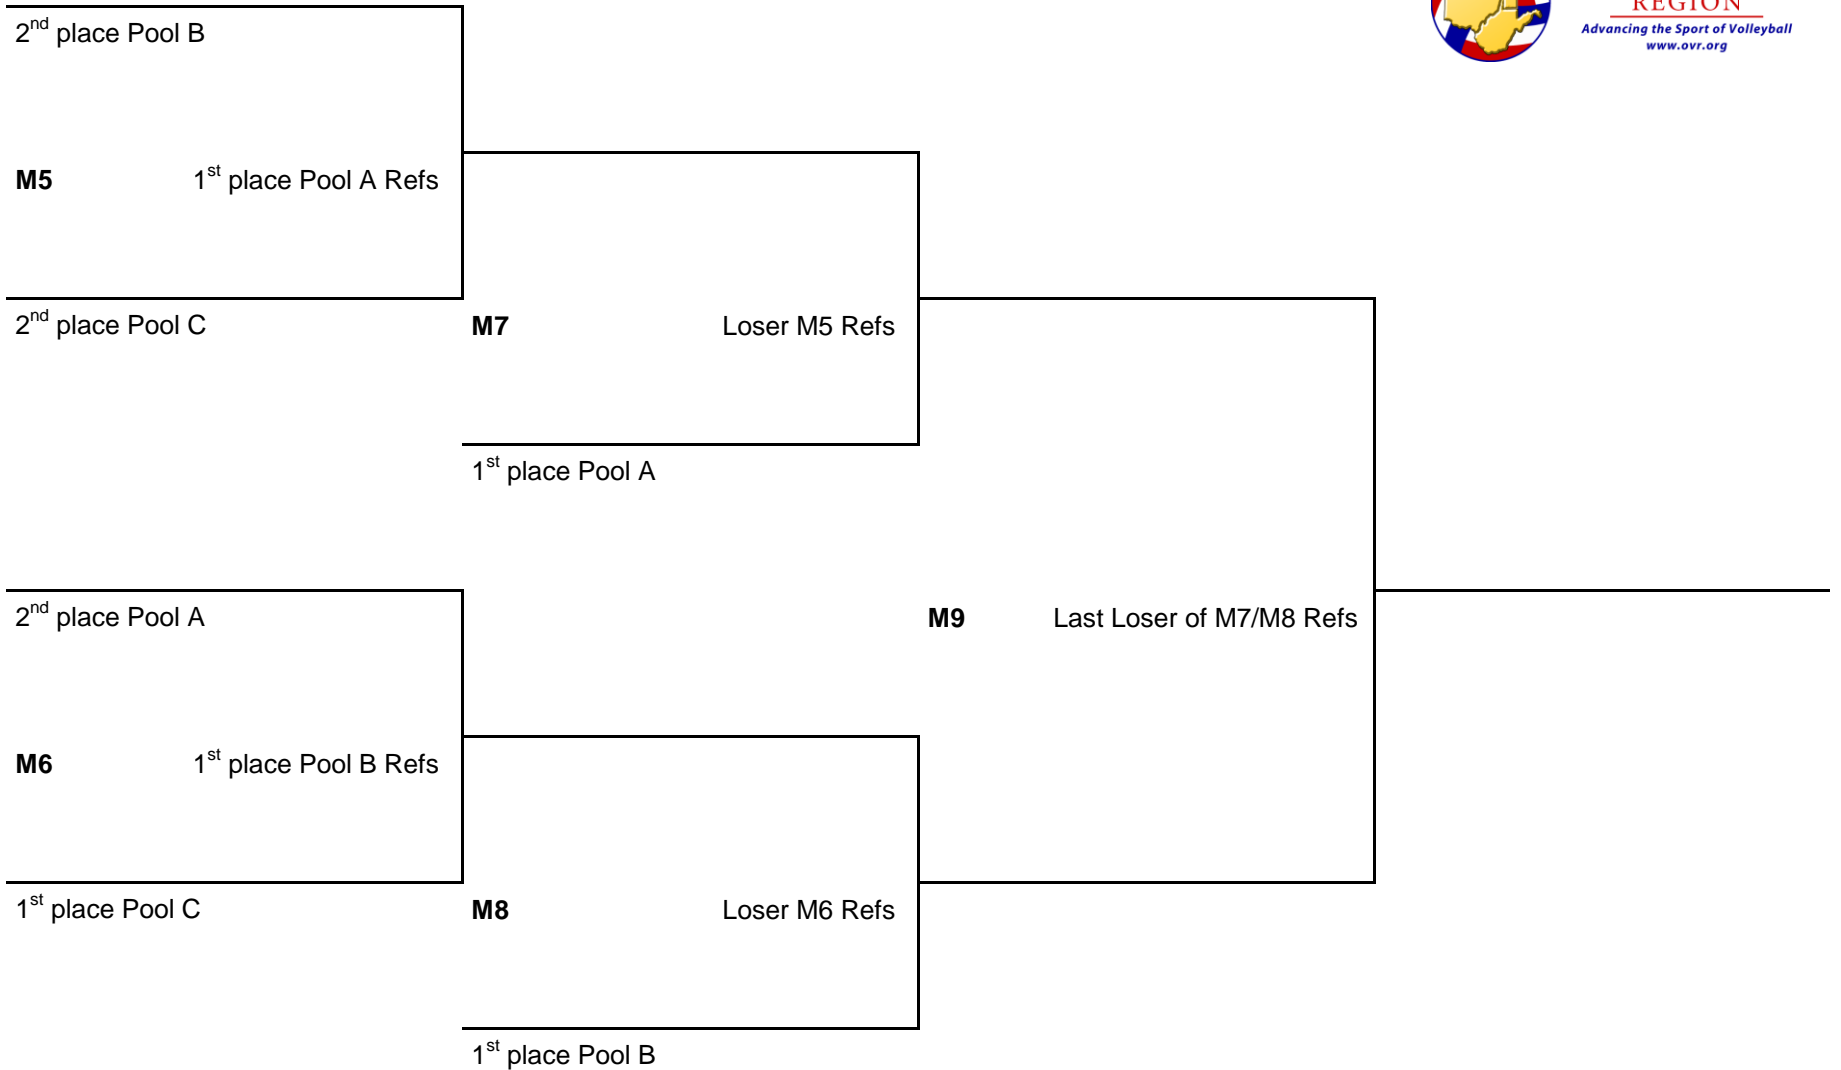 REGION
Advancing the Sport of Volleyball
www.ovr.org
2nd place Pool B
M5 1st place Pool A Refs
2nd place Pool C
M7 Loser M5 Refs
1st place Pool A
2nd place Pool A
M9 Last Loser of M7/M8 Refs
M6 1st place Pool B Refs
1st place Pool C
M8 Loser M6 Refs
1st place Pool B